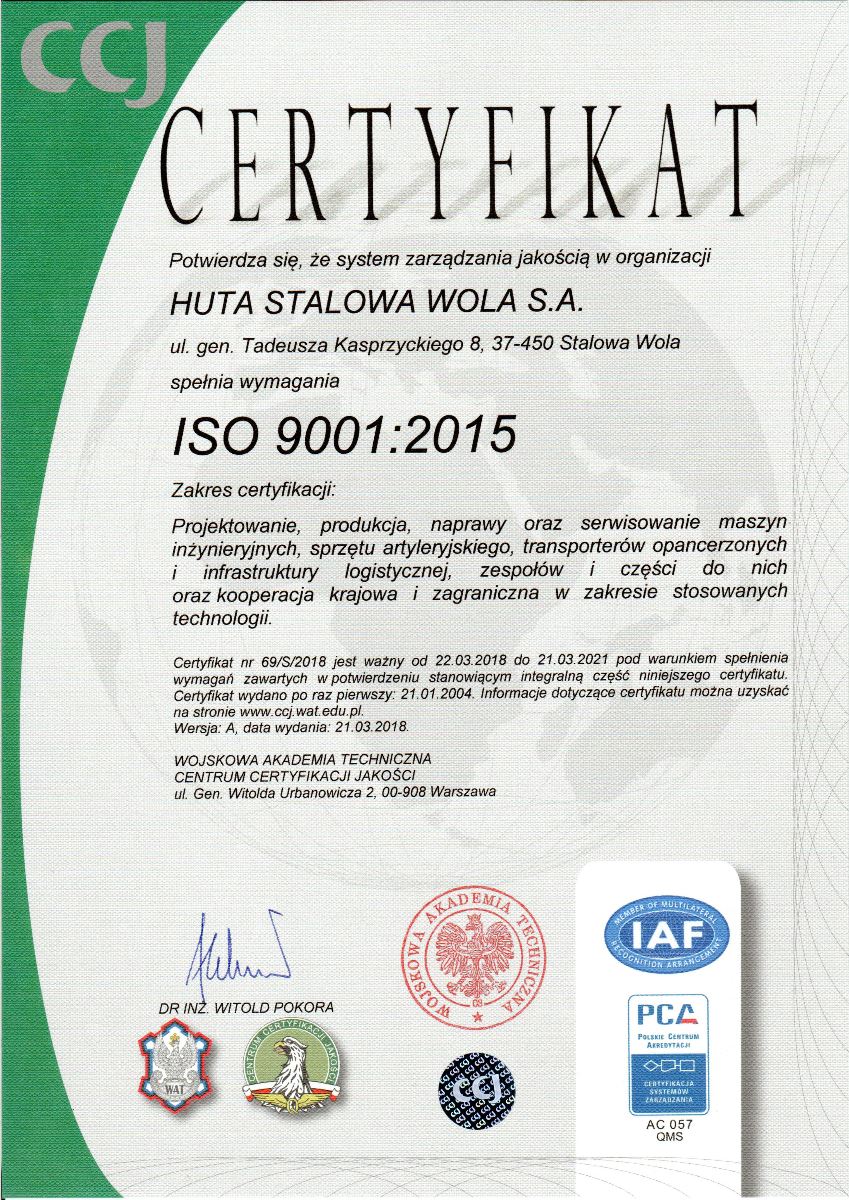 CCJ
CERTYFIKAT
Potwierdza się, że system zarządzania jakością w organizacji
HUTA STALOWA WOLA S.A.
ul. gen. Tadeusza Kasprzyckiego 8, 37-450 Stalowa Wola
spełnia wymagania
ISO 9001:2015
Zakres certyfikacji:
Projektowanie, produkcja, naprawy oraz serwisowanie maszyn
inżynieryjnych, sprzętu artyleryjskiego, transporterów opancerzonych
i infrastruktury logistycznej, zespołów i części do nich
oraz kooperacja krajowa i zagraniczna w zakresie stosowanych
technologii.
Certyfikat nr 69/S/2018 jest ważny od 22.03.2018 do 21.03.2021 pod warunkiem spełnienia
wymagań zawartych w potwierdzeniu stanowiącym integralną część niniejszego certyfikatu.
Certyfikat wydano po raz pierwszy: 21.01.2004. Informacje dotyczące certyfikatu można uzyskać
na stronie www.ccj.wat.edu.pl.
Wersja: A, data wydania: 21.03.2018.
WOJSKOWA AKADEMIA TECHNICZNA
CENTRUM CERTYFIKACJI JAKOŚCI
ul. Gen. Witolda Urbanowicza 2, 00-908 Warszawa
DR INŻ. WITOLD POKORA
WAT
CENTRUM CERTYFIKACJI JAKOŚCI
WOJSKOWA AKADEMIA TECHNICZNA
63
CCJ
MEMBER OF MULTILATERAL
IAF
RECOGNITION ARRANGEMENT
PCA
POLSKIE CENTRUM
AKREDYTACJI
CERTYFIKACJA
SYSTEMÓW
ZARZĄDZANIA
AC 057
QMS